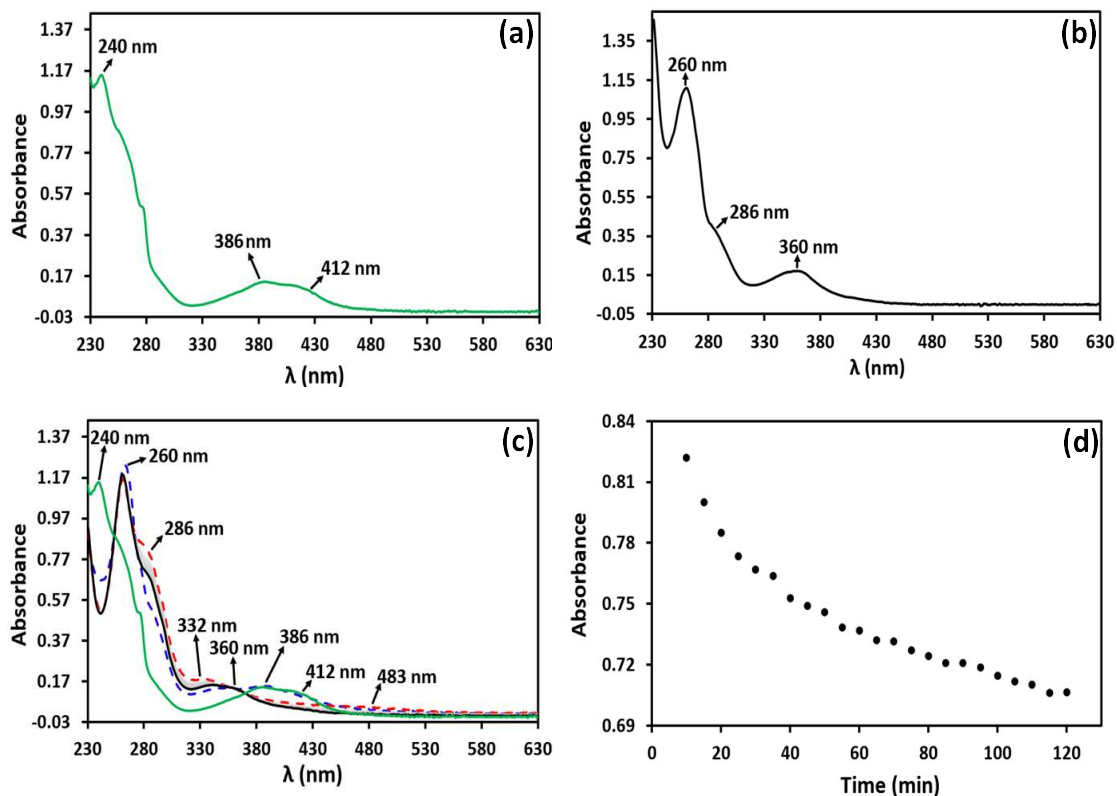 (a)
1.37
1.17
0.97
0.77
0.57
0.37
0.17
-0.03
Absorbance
240 nm
386 nm
412 nm
230 280 330 380 430 480 530 580 630
λ (nm)
(b)
1.35
1.15
0.95
0.75
0.55
0.35
0.15
-0.05
Absorbance
260 nm
286 nm
360 nm
230 280 330 380 430 480 530 580 630
λ (nm)
(c)
1.37
1.17
0.97
0.77
0.57
0.37
0.17
-0.03
Absorbance
240 nm
260 nm
286 nm
332 nm
360 nm
386 nm
412 nm
483 nm
230 280 330 380 430 480 530 580 630
λ (nm)
(d)
0.84
0.81
0.78
0.75
0.72
0.69
Absorbance
0 20 40 60 80 100 120
Time (min)